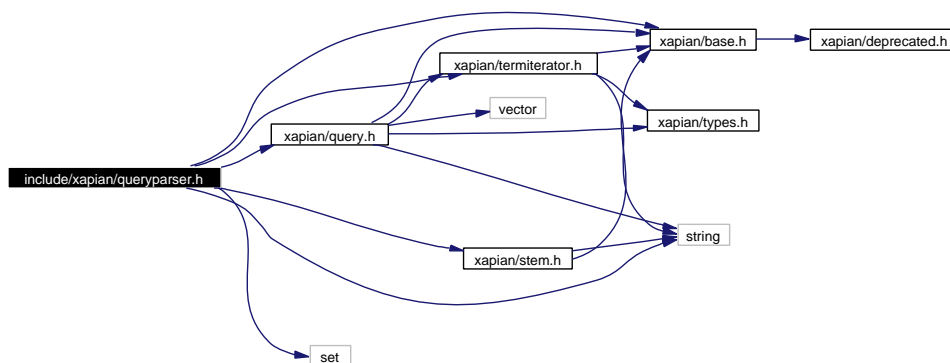 xapian/base.h
xapian/deprecated.h
xapian/termiterator.h
vector
xapian/types.h
xapian/query.h
include/xapian/queryparser.h
string
xapian/stem.h
set